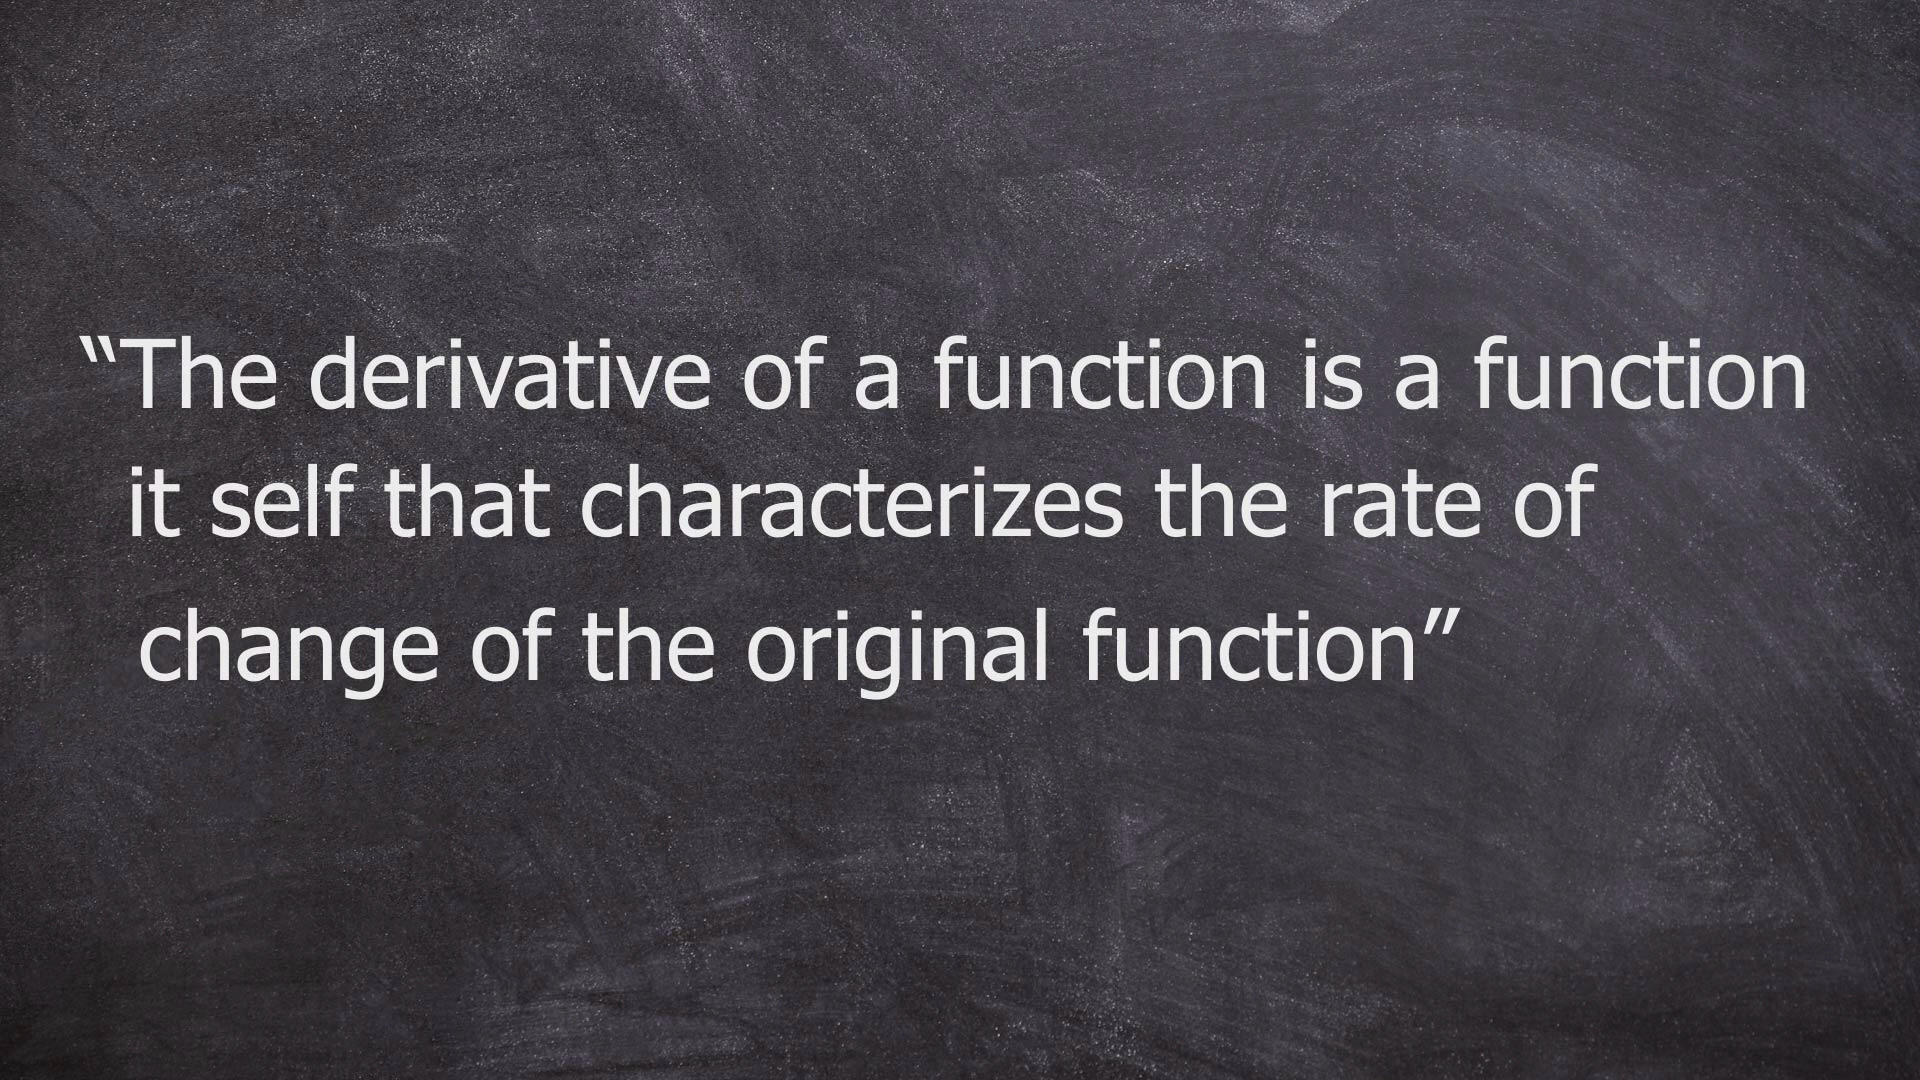 “The derivative of a function is a function
it self that characterizes the rate of
change of the original function”